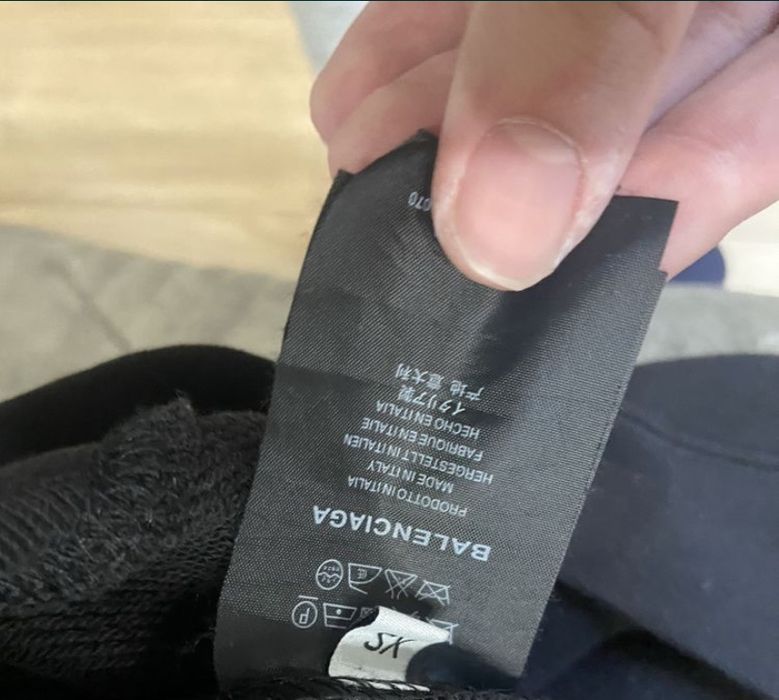 XS
BALENCIAGA
PRODOTTO IN ITALIA
MADE IN ITALY
HERGESTELLT IN ITALIEN
FABRIQUE EN ITALIE
HECHO EN ITALIA
イタリア製
产地 意大利
070